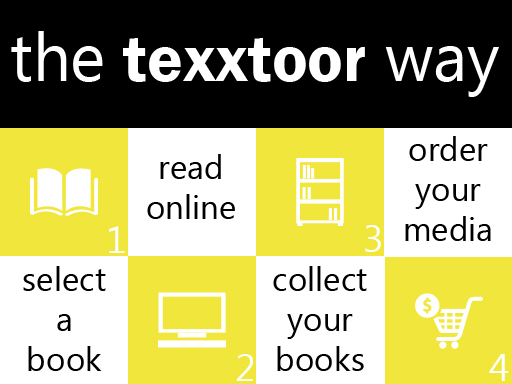 the texxtoor way
1
read
online
3
order
your
media
select
a
book
2
collect
your
books
$
4